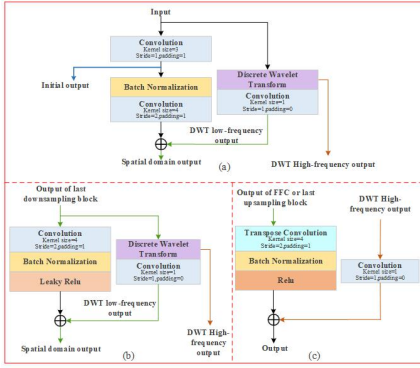 Input
Convolution
Kernel size=3
Stride=1,padding=1
Initial output
Batch Normalization
Convolution
Kernel size=4
Stride=2,padding=1
Discrete Wavelet
Transform
Convolution
Kernel size=1
Stride=1,padding=0
DWT low-frequency
output
DWT High-frequency output
Spatial domain output
(a)
Output of last
downsampling block
Convolution
Kernel size=4
Stride=2,padding=1
Batch Normalization
Leaky Relu
Discrete Wavelet
Transform
Convolution
Kernel size=1
Stride=1,padding=0
DWT low-frequency
output
DWT High-
frequency
output
Spatial domain output
(b)
Output of FFC or last
upsampling block
DWT High-
frequency output
Transpose Convolution
Kernel size=4
Stride=2,padding=1
Batch Normalization
Relu
Convolution
Kernel size=1
Stride=1,padding=0
Output
(c)